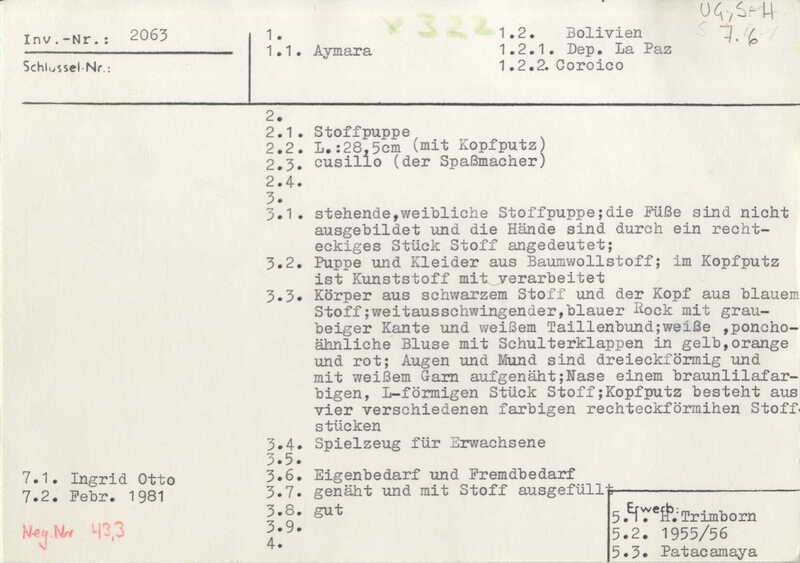 Inv.-Nr.: 2063
Schlüssel-Nr.:
1.
1.1. Aymara
322
1.2. Bolivien
1.2.1. Dep. La Paz
1.2.2. Coroico
UG, S-H
7.6
2.
2.1. Stoffpuppe
2.2. L.:28,5cm (mit Kopfputz)
2.3. cusillo (der Spaßmacher)
2.4.
3.
3.1. stehende,weibliche Stoffpuppe;die Füße sind nicht
ausgebildet und die Hände sind durch ein recht-
eckiges Stück Stoff angedeutet;
3.2. Puppe und Kleider aus Baumwollstoff; im Kopfputz
ist Kunststoff mit verarbeitet
3.3. Körper aus schwarzem Stoff und der Kopf aus blauem
Stoff;weitausschwingender,blauer Rock mit grau-
beiger Kante und weißem Taillenbund;weiße ,poncho-
ähnliche Bluse mit Schulterklappen in gelb,orange
und rot; Augen und Mund sind dreieckförmig und
mit weißem Garn aufgenäht;Nase einem braunlilafar-
bigen, L-förmigen Stück Stoff;Kopfputz besteht aus
vier verschiedenen farbigen rechteckförmihen Stoff-
stücken
3.4. Spielzeug für Erwachsene
3.5.
3.6. Eigenbedarf und Fremdbedarf
3.7. genäht und mit Stoff ausgefüllt
3.8. gut
3.9.
4.
7.1. Ingrid Otto
7.2. Febr. 1981
Neg.Nr 43,3
Erwerb:
5.1. H.Trimborn
5.2. 1955/56
5.3. Patacamaya